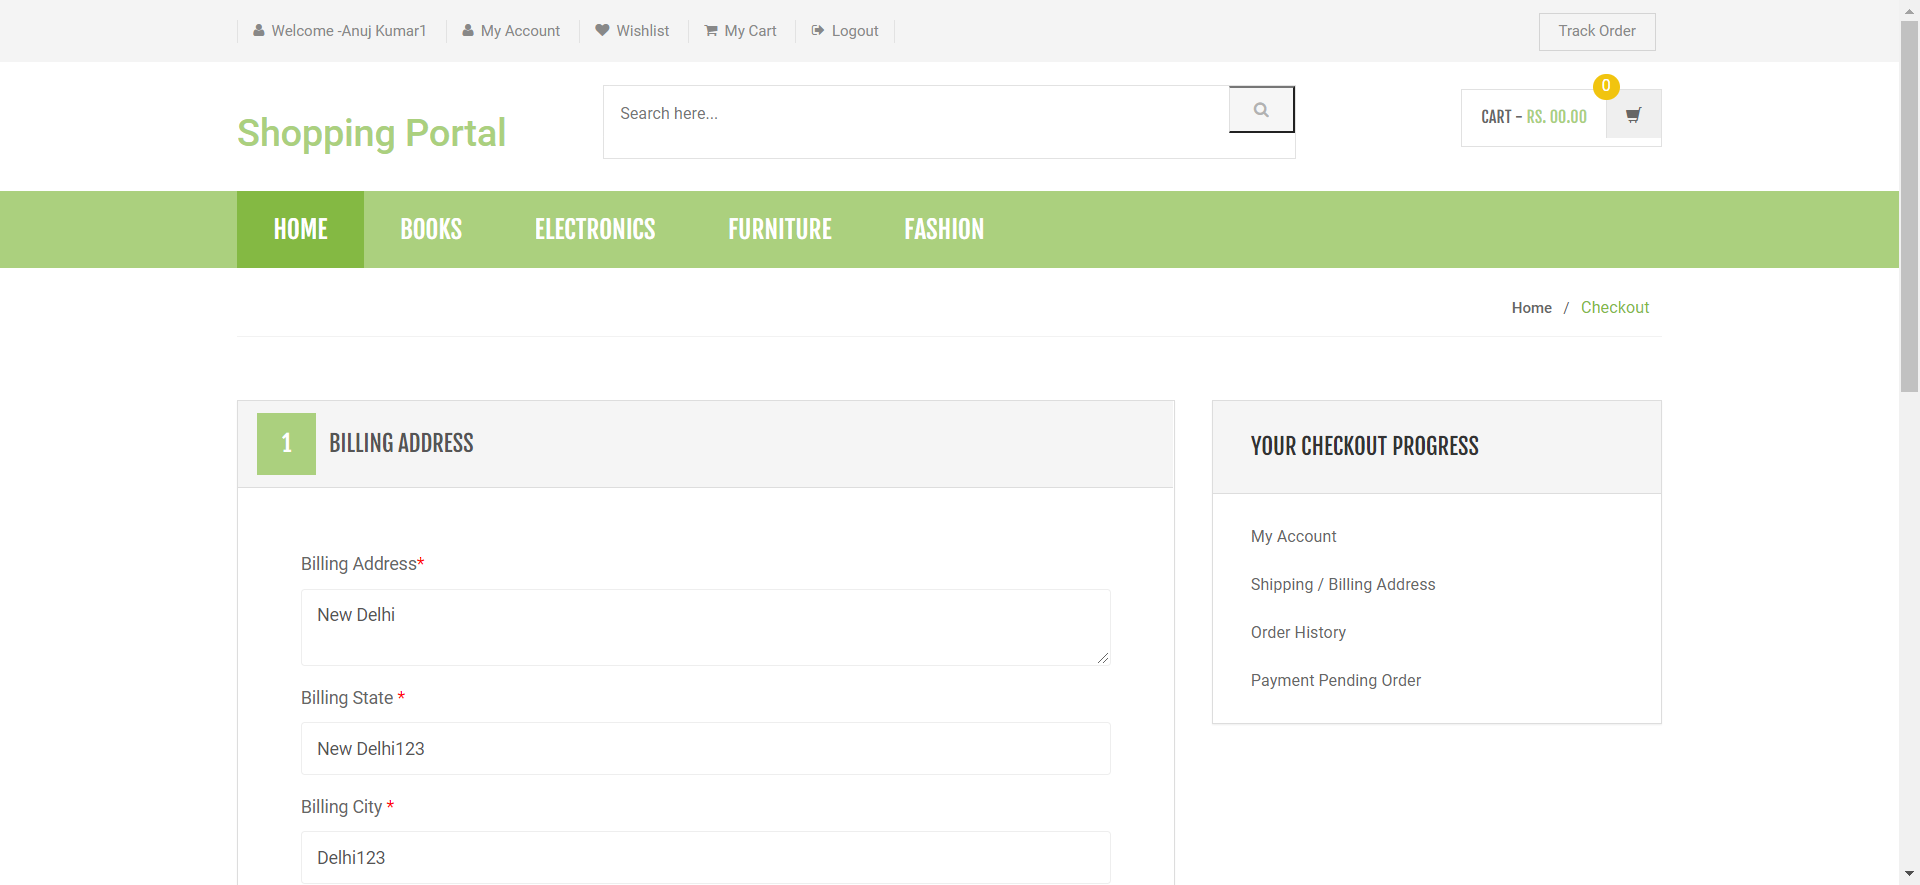 Welcome -Anuj Kumar1
My Account
Wishlist
My Cart
Logout
Track Order
Shopping Portal
Search here...
CART - RS. 00.00
0
HOME
BOOKS
ELECTRONICS
FURNITURE
FASHION
Home / Checkout
1 BILLING ADDRESS
Billing Address*
New Delhi
Billing State *
New Delhi123
Billing City *
Delhi123
YOUR CHECKOUT PROGRESS
My Account
Shipping / Billing Address
Order History
Payment Pending Order